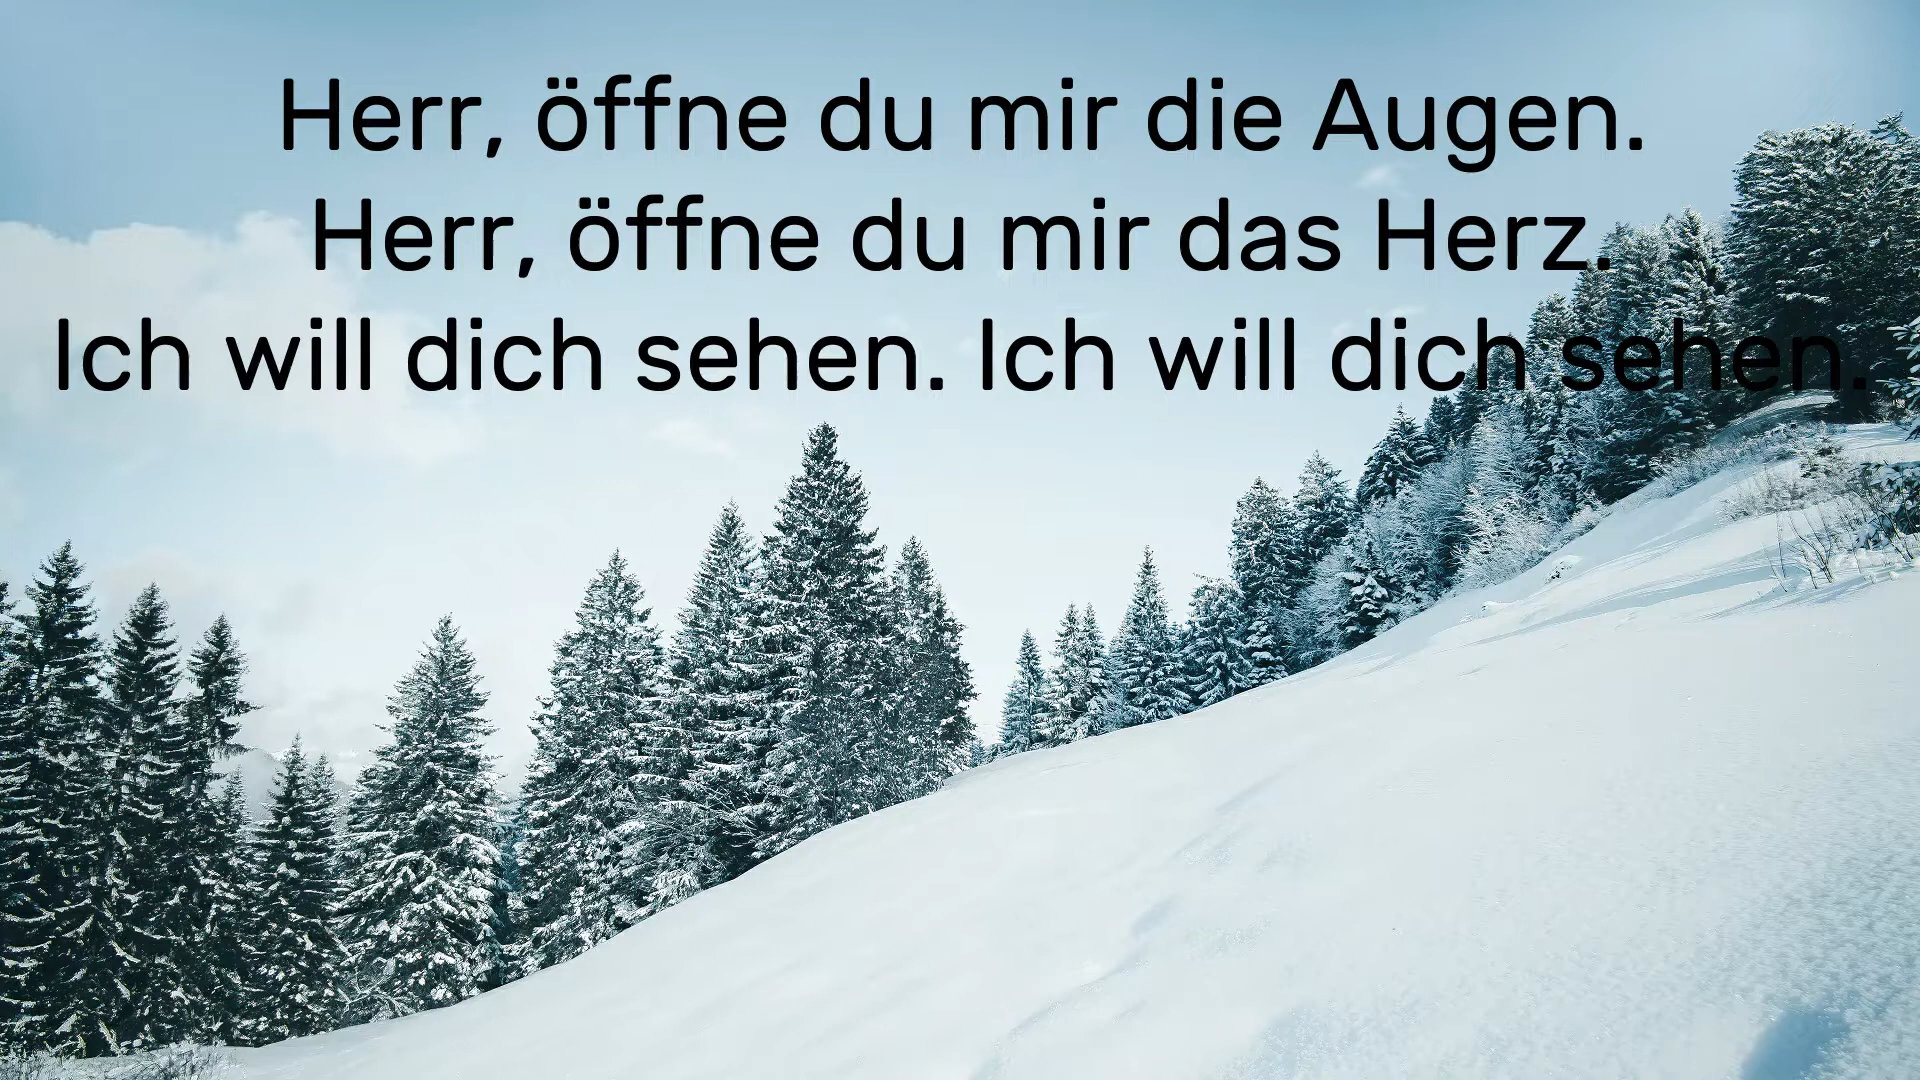 Herr, öffne du mir die Augen.
Herr, öffne du mir das Herz.
Ich will dich sehen. Ich will dich sehen.